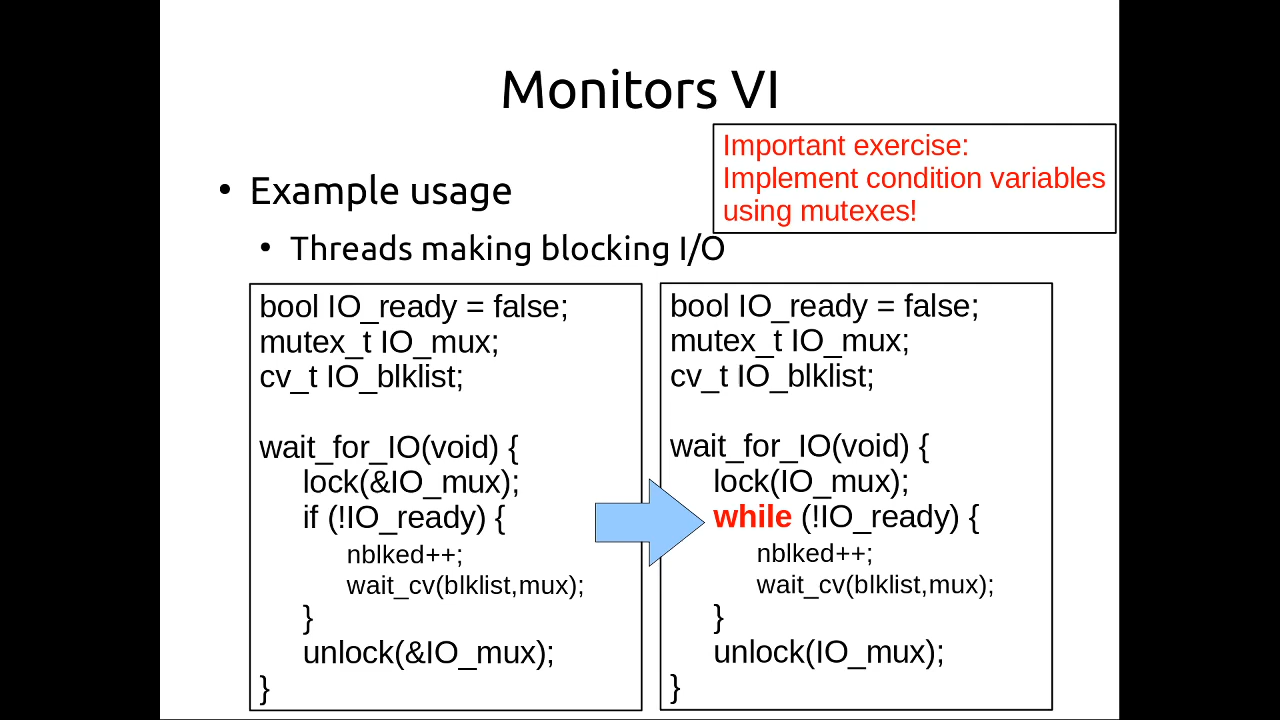 Monitors VI
Important exercise:
Implement condition variables
using mutexes!
• Example usage
• Threads making blocking I/O
bool IO_ready = false;
mutex_t IO_mux;
cv_t IO_blklist;
wait_for_IO(void) {
lock(&IO_mux);
if (!IO_ready) {
nblked++;
wait_cv(blklist,mux);
}
unlock(&IO_mux);
}
bool IO_ready = false;
mutex_t IO_mux;
cv_t IO_blklist;
wait_for_IO(void) {
lock(IO_mux);
while (!IO_ready) {
nblked++;
wait_cv(blklist,mux);
}
unlock(IO_mux);
}